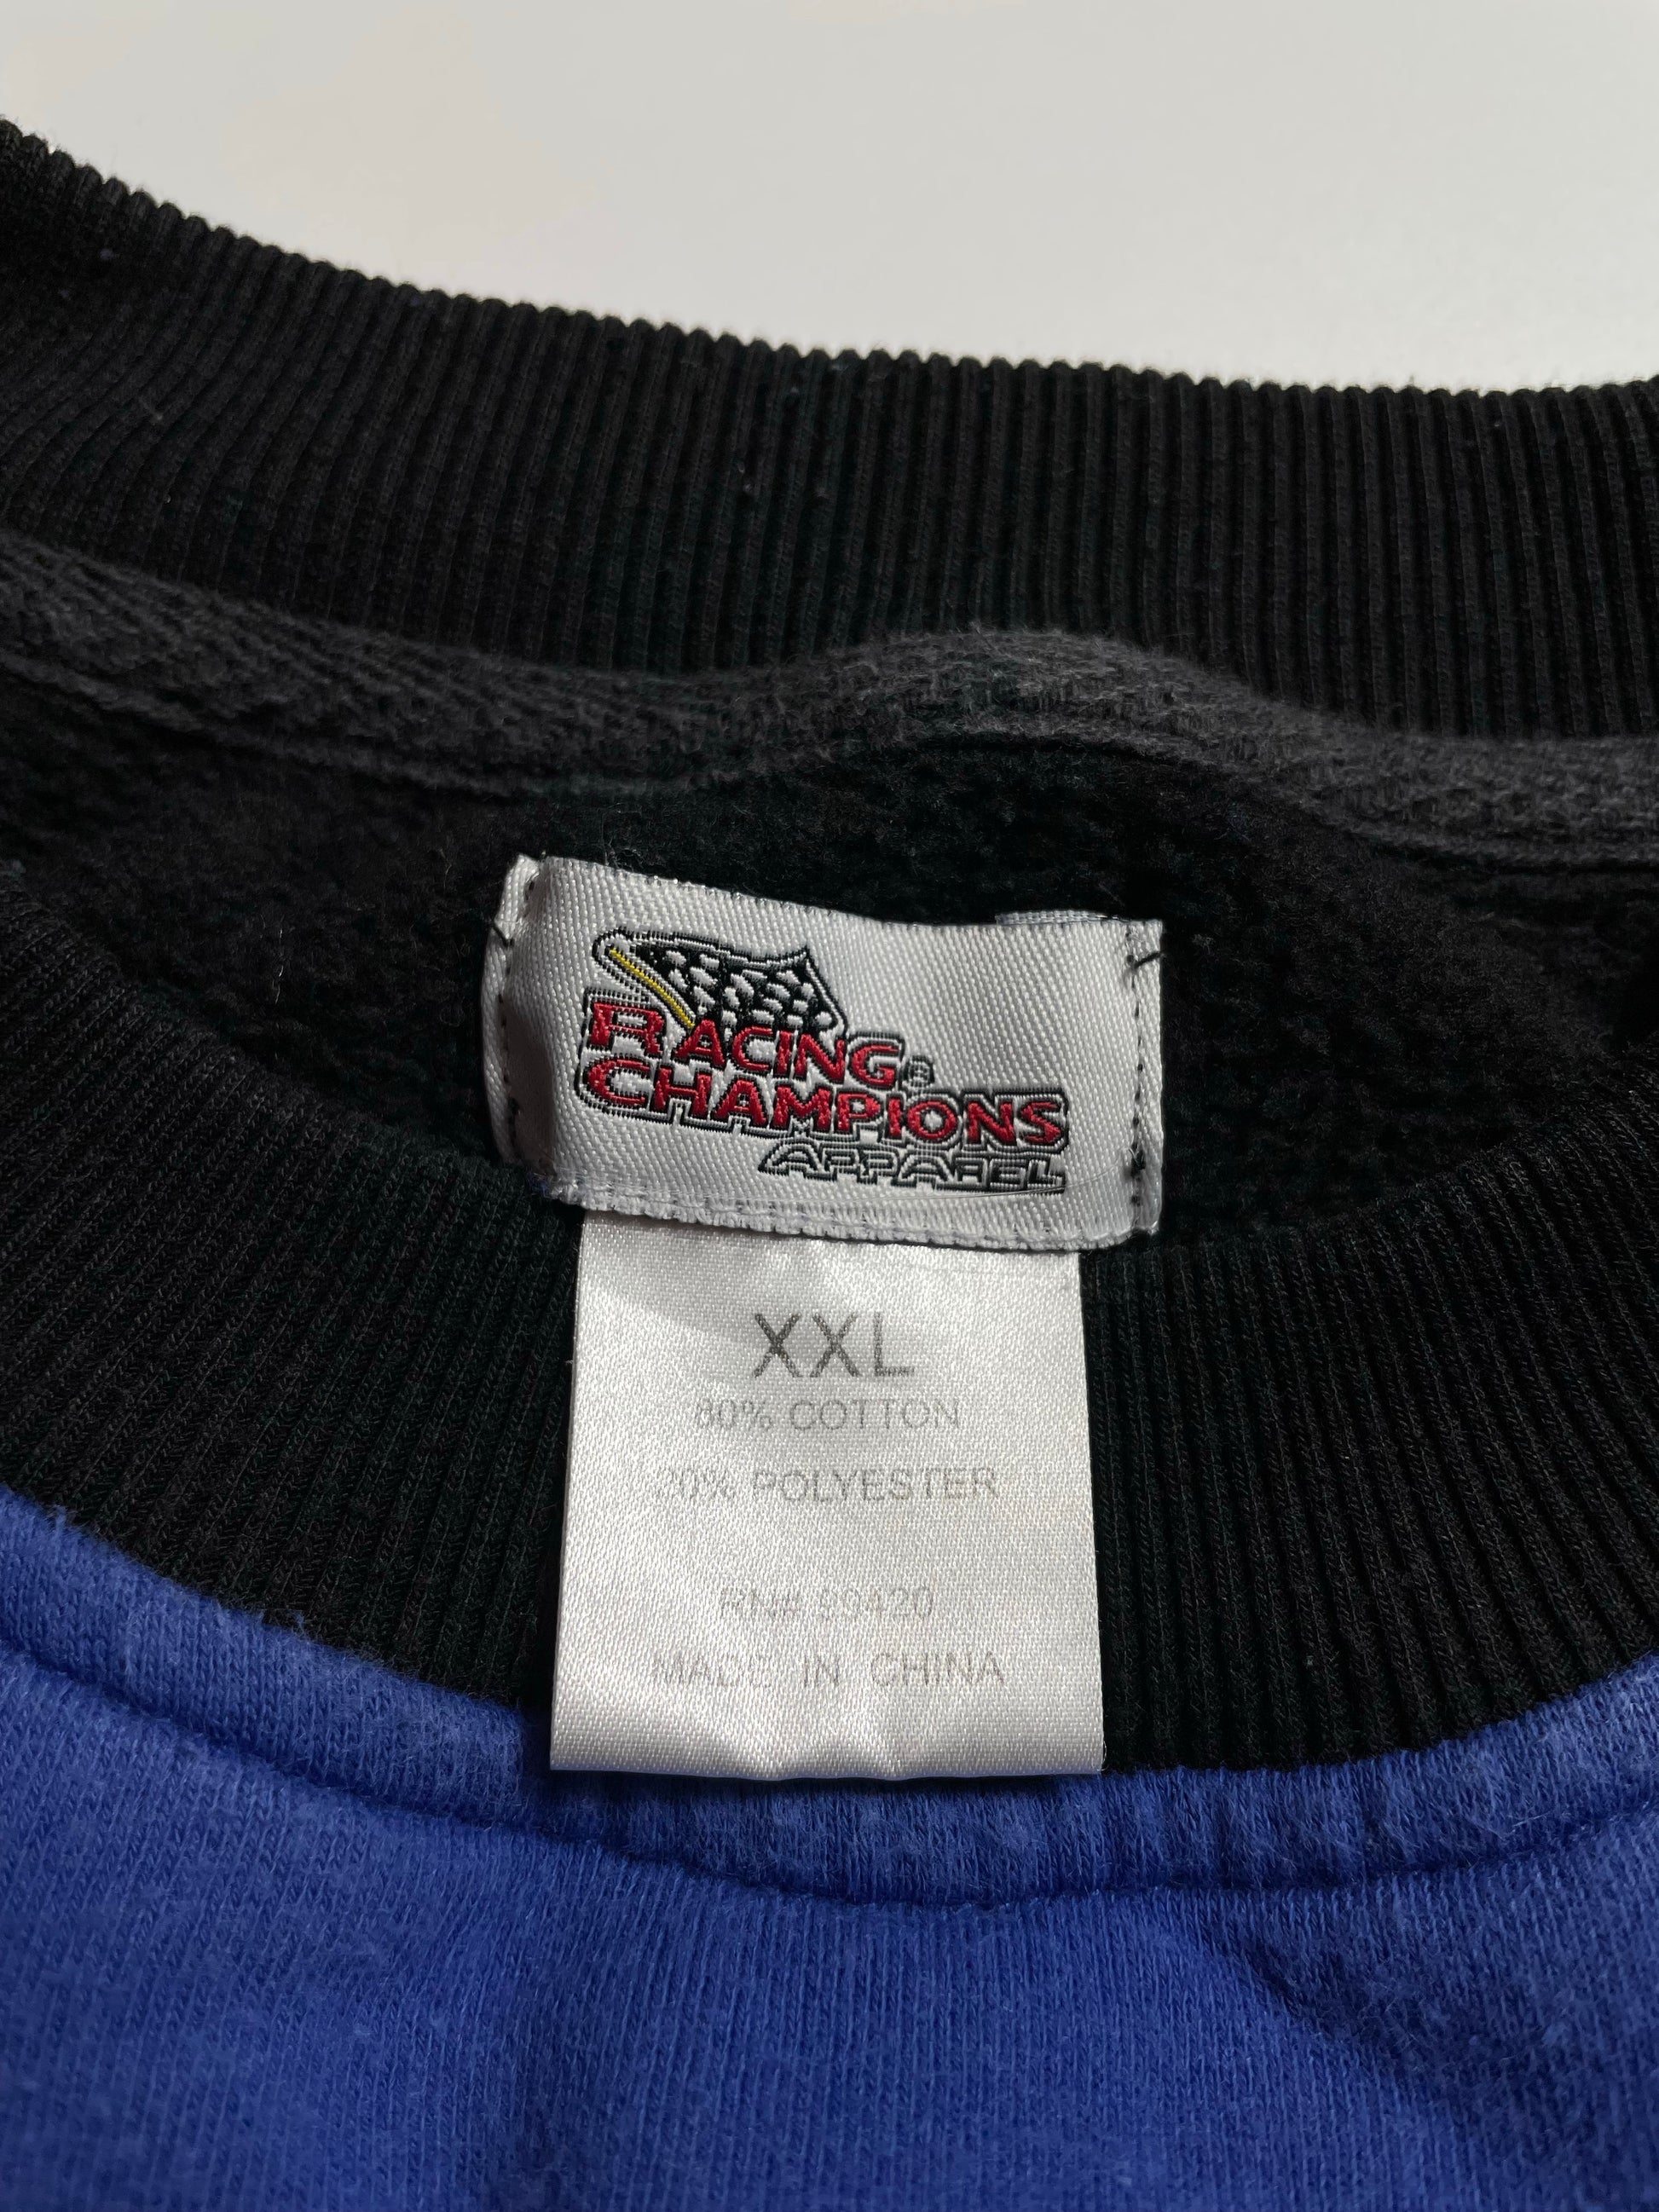 RACING®
CHAMPIONS
APPAREL
XXL
80% COTTON
20% POLYESTER
RN# 89420
MADE IN CHINA